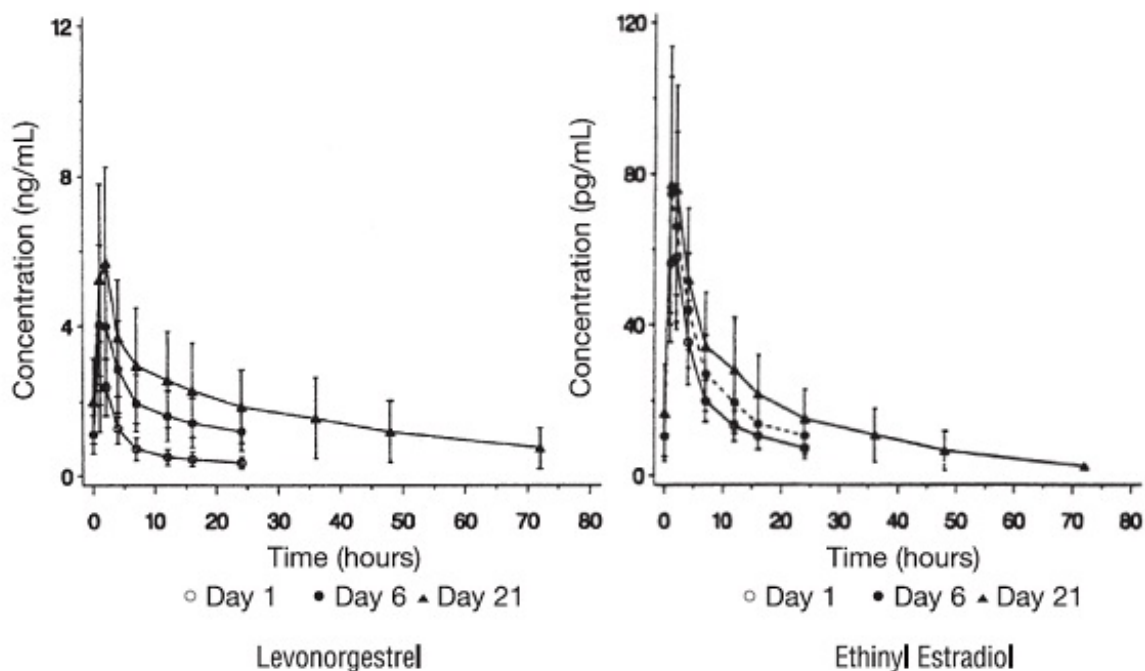 12
8
4
0
Concentration (ng/mL)
0 10 20 30 40 50 60 70 80
Time (hours)
Day 1 Day 6 Day 21
Levonorgestrel
120
80
40
0
Concentration (pg/mL)
0 10 20 30 40 50 60 70 80
Time (hours)
Day 1 Day 6 Day 21
Ethinyl Estradiol